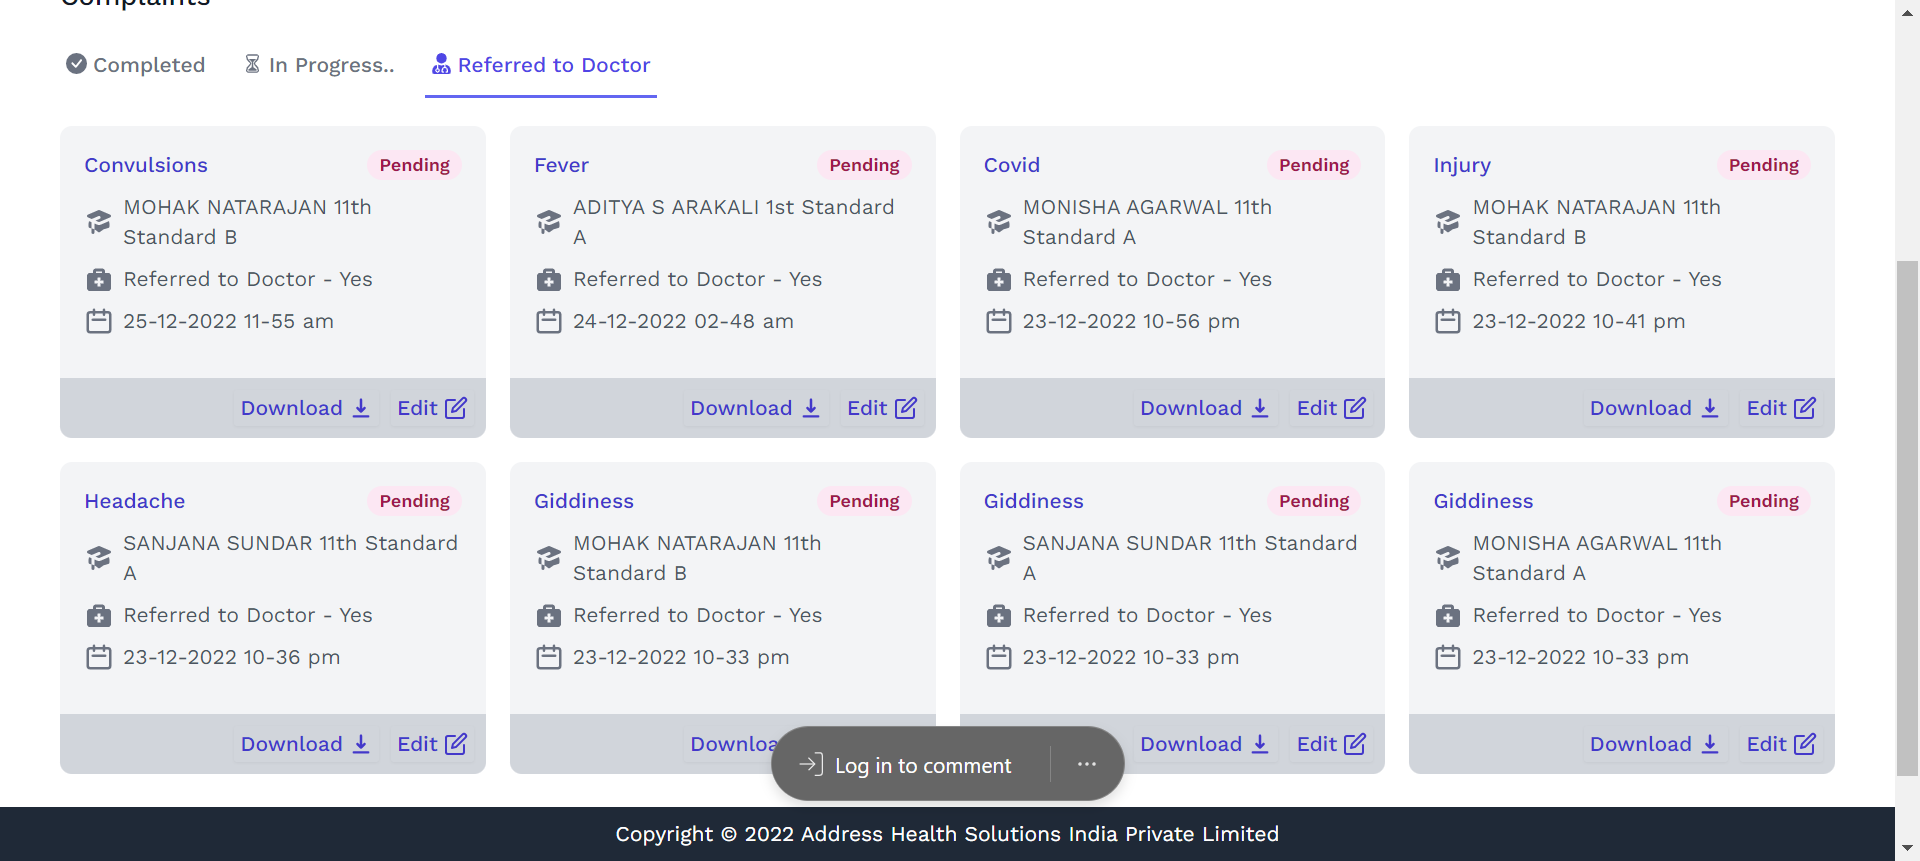 Complaints
Completed
In Progress..
Referred to Doctor
Convulsions
Pending
MOHAK NATARAJAN 11th
Standard B
Referred to Doctor - Yes
25-12-2022 11-55 am
Download
Edit
Fever
Pending
ADITYA S ARAKALI 1st Standard
A
Referred to Doctor - Yes
24-12-2022 02-48 am
Download
Edit
Covid
Pending
MONISHA AGARWAL 11th
Standard A
Referred to Doctor - Yes
23-12-2022 10-56 pm
Download
Edit
Injury
Pending
MOHAK NATARAJAN 11th
Standard B
Referred to Doctor - Yes
23-12-2022 10-41 pm
Download
Edit
Headache
Pending
SANJANA SUNDAR 11th Standard
A
Referred to Doctor - Yes
23-12-2022 10-36 pm
Download
Edit
Giddiness
Pending
MOHAK NATARAJAN 11th
Standard B
Referred to Doctor - Yes
23-12-2022 10-33 pm
Downloa
Giddiness
Pending
SANJANA SUNDAR 11th Standard
A
Referred to Doctor - Yes
23-12-2022 10-33 pm
Download
Edit
Giddiness
Pending
MONISHA AGARWAL 11th
Standard A
Referred to Doctor - Yes
23-12-2022 10-33 pm
Download
Edit
Log in to comment
Copyright © 2022 Address Health Solutions India Private Limited